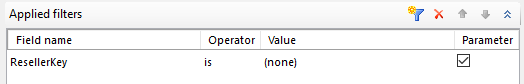 Applied filters
Field name Operator Value Parameter
ResellerKey is (none)